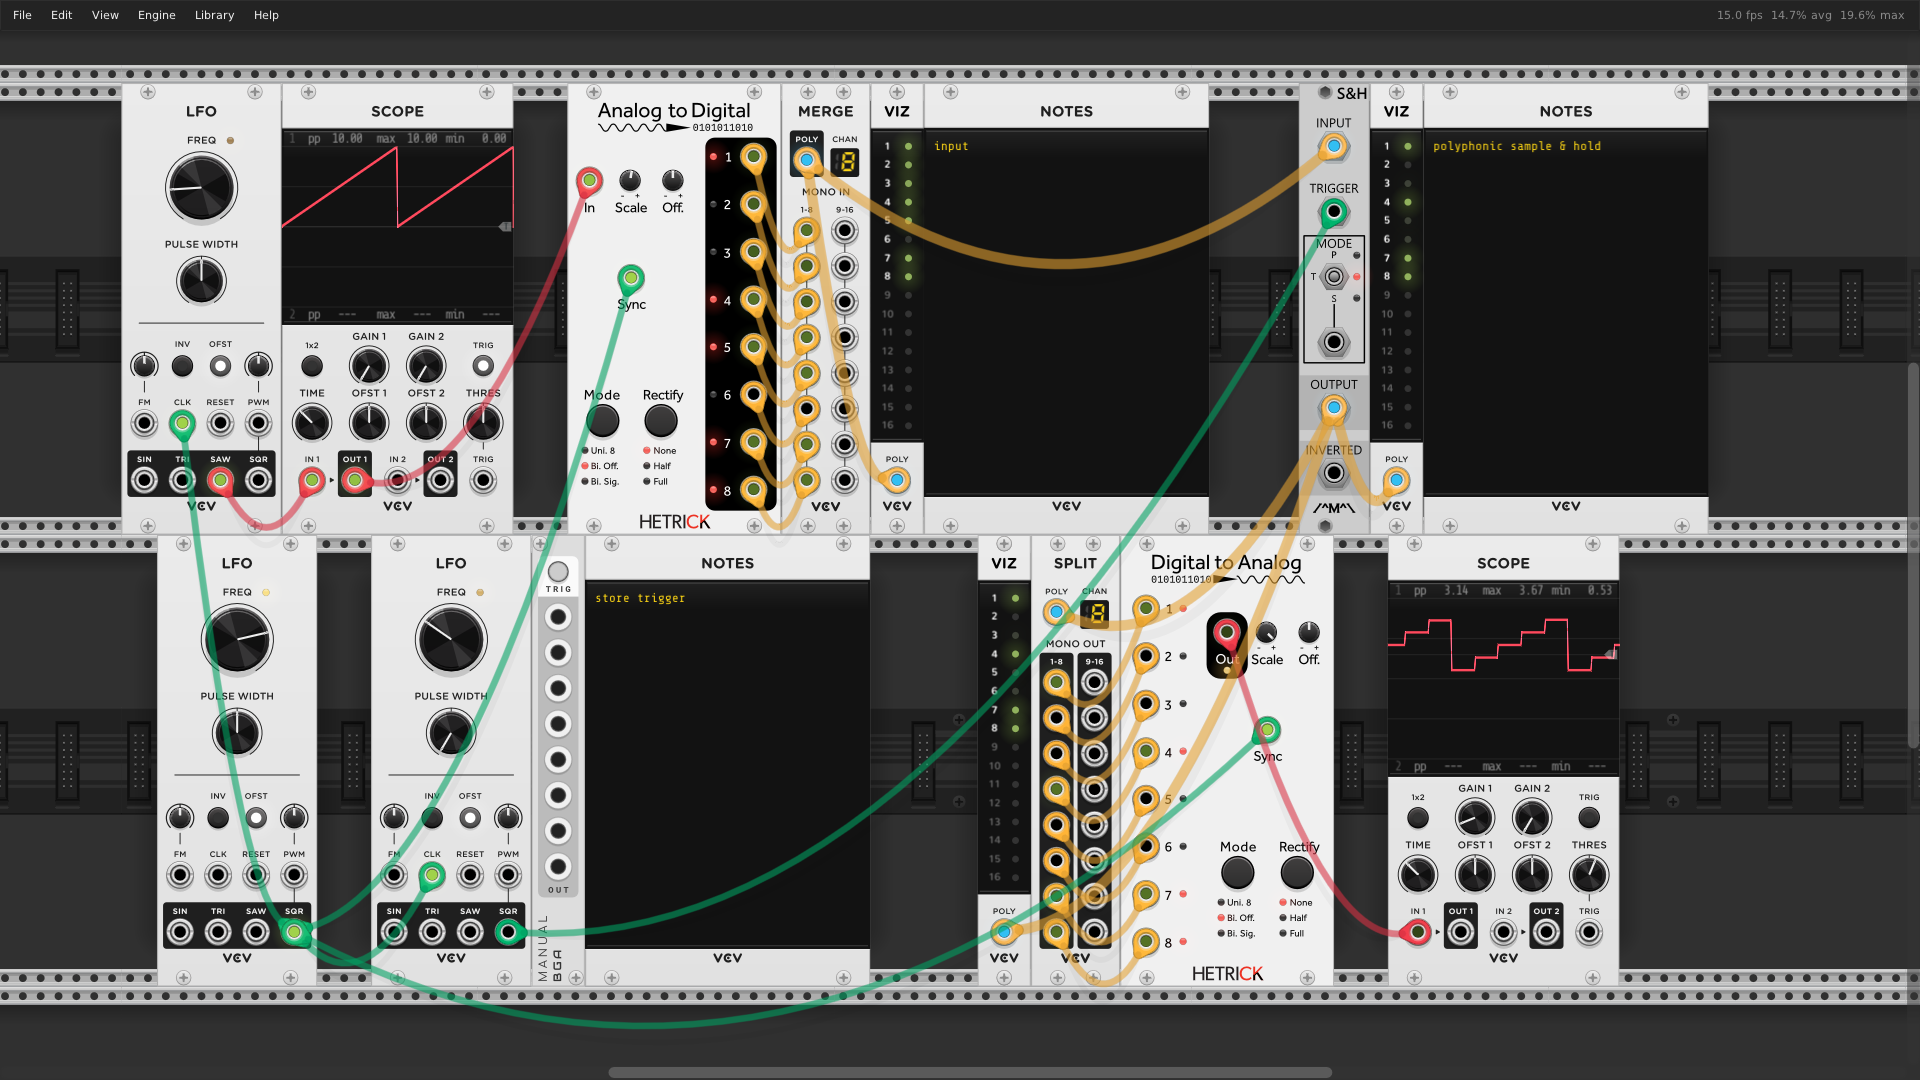 File Edit View Engine Library Help
15.0 fps 14.7% avg 19.6% max
LFO
FREQ
PULSE WIDTH
INV OFST
FM CLK RESET PWM
SIN TRI SAW SQR
VCV
SCOPE
1 pp 10.00 max 10.00 min 0.00
2 pp --- max --- min ---
1x2 GAIN 1 GAIN 2 TRIG
TIME OFST 1 OFST 2 THRES
IN 1 OUT 1 IN 2 OUT 2 TRIG
VCV
Analog to Digital
0101011010
In Scale Off.
- + - +
Sync
Mode Rectify
Uni. 8 None
Bi. Off. Half
Bi. Sig. Full
1
2
3
4
5
6
7
8
HETRICK
MERGE
POLY CHAN
8
MONO IN
1-8 9-16
VCV
VIZ
1
2
3
4
5
6
7
8
9
10
11
12
13
14
15
16
POLY
VCV
NOTES
input
VCV
S&H
INPUT
TRIGGER
MODE
P
T
S
OUTPUT
INVERTED
VIZ
1
2
3
4
5
6
7
8
9
10
11
12
13
14
15
16
POLY
VCV
NOTES
polyphonic sample & hold
VCV
LFO
FREQ
PULSE WIDTH
INV OFST
FM CLK RESET PWM
SIN TRI SAW SQR
VCV
LFO
FREQ
PULSE WIDTH
INV OFST
FM CLK RESET PWM
SIN TRI SAW SQR
VCV
TRIG
OUT
MANUAL
BGA
NOTES
store trigger
VCV
VIZ
1
2
3
4
5
6
7
8
9
10
11
12
13
14
15
16
POLY
VCV
SPLIT
POLY CHAN
8
MONO OUT
1-8 9-16
VCV
Digital to Analog
0101011010
1
2
3
4
5
6
7
8
Out Scale Off.
Sync
Mode Rectify
Uni. 8 None
Bi. Off. Half
Bi. Sig. Full
HETRICK
SCOPE
1 pp 3.14 max 3.67 min 0.53
2 pp --- max --- min ---
1x2 GAIN 1 GAIN 2 TRIG
TIME OFST 1 OFST 2 THRES
IN 1 OUT 1 IN 2 OUT 2 TRIG
VCV